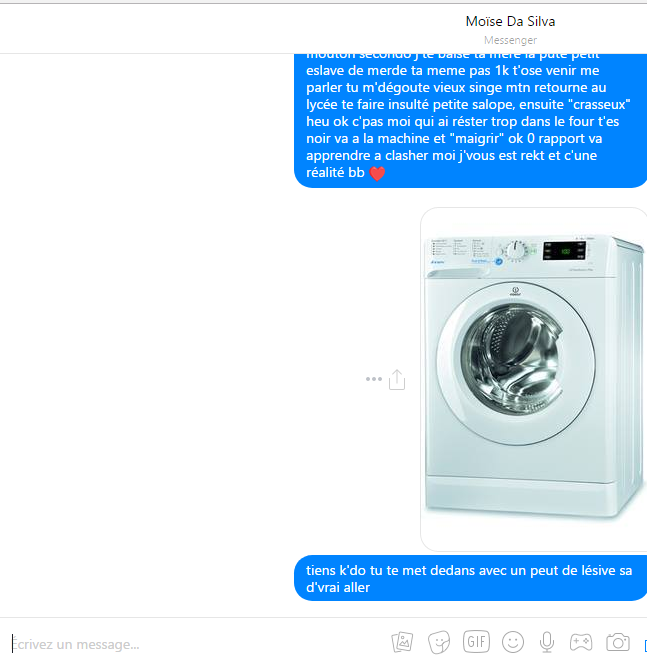 Moïse Da Silva
Messenger
mouton secondo j te baise ta mère la pute petit
eslave de merde ta meme pas 1k t'ose venir me
parler tu m'dégoute vieux singe mtn retourne au
lycée te faire insulté petite salope, ensuite "crasseux"
heu ok c'pas moi qui ai réster trop dans le four t'es
noir va a la machine et "maigrir" ok 0 rapport va
apprendre a clasher moi j'vous est rekt et c'une
réalité bb ❤️
tiens k'do tu te met dedans avec un peut de lésive sa
d'vrai aller
Écrivez un message...
GIF